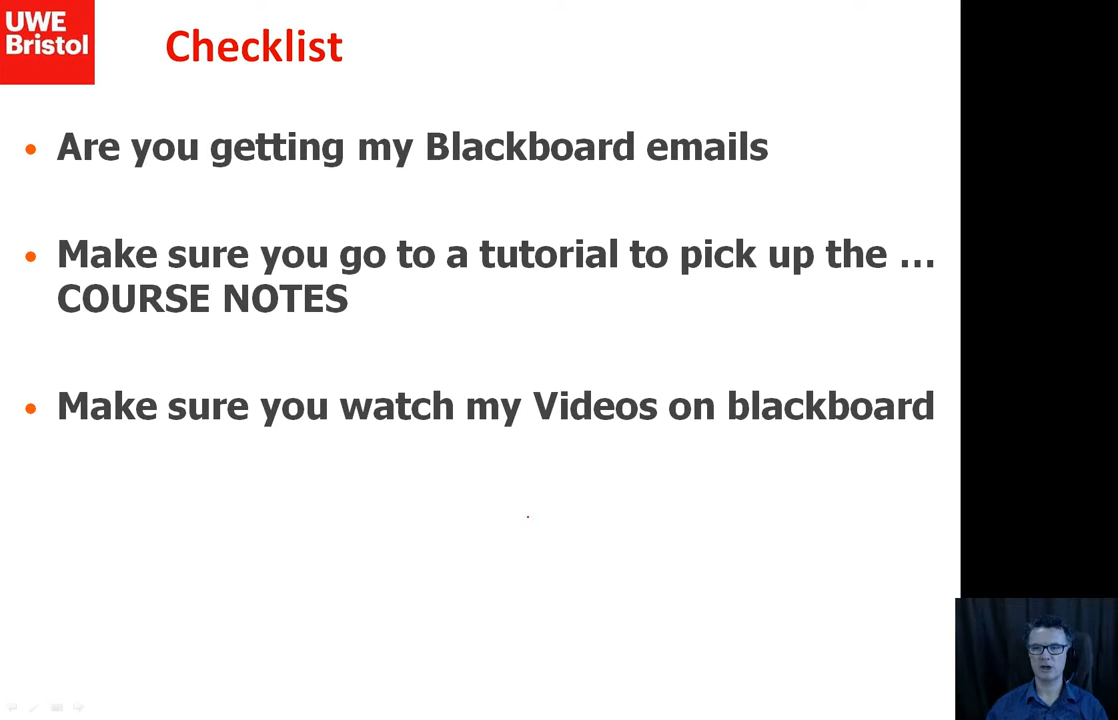 UWE
Bristol
Checklist
• Are you getting my Blackboard emails
• Make sure you go to a tutorial to pick up the …
COURSE NOTES
• Make sure you watch my Videos on blackboard